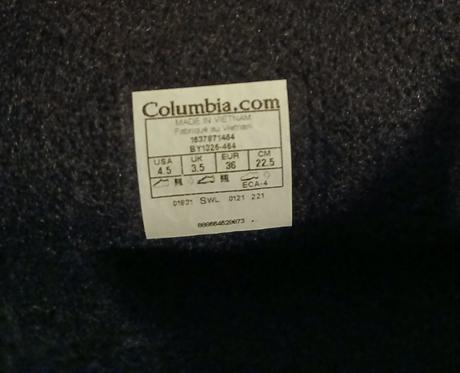 Columbia.com
MADE IN VIETNAM
Fabriqué au Vietnam
1637871464
BY1326-464
USA UK EUR CM
4.5 3.5 36 22.5
ECA-4
SWL 0121 221